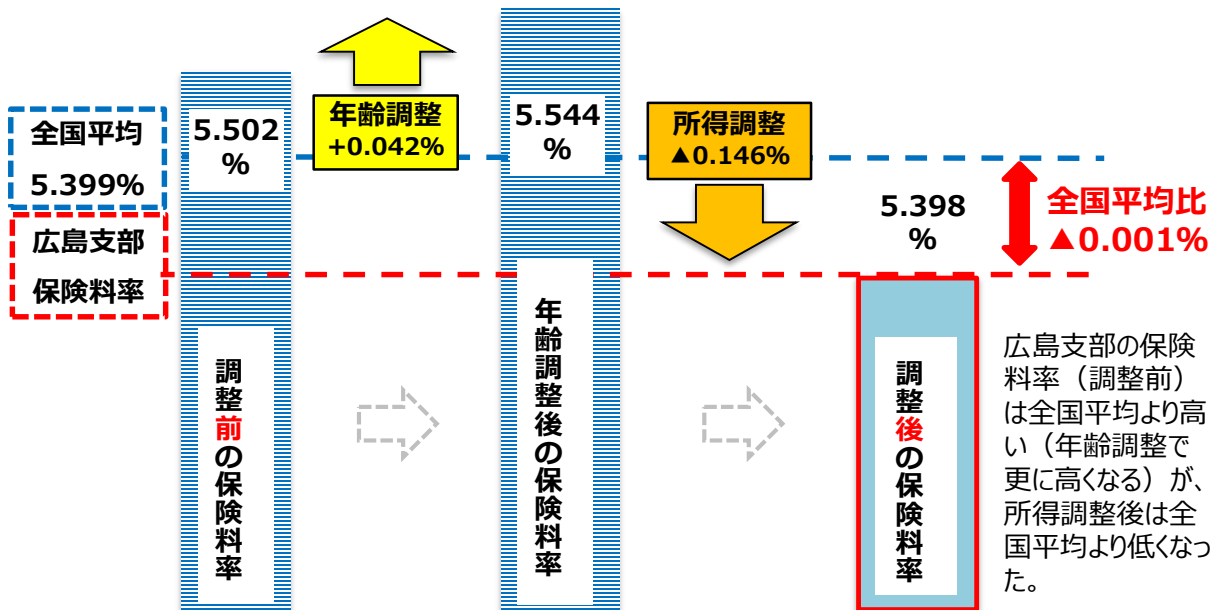 全国平均
5.399%
広島支部
保険料率
5.502
%
調整前の保険料率
年齢調整
+0.042%
5.544
%
年齢調整後の保険料率
所得調整
▲0.146%
5.398
%
調整後の保険料率
全国平均比
▲0.001%
広島支部の保険
料率（調整前）
は全国平均より高
い（年齢調整で
更に高くなる）が、
所得調整後は全
国平均より低くなっ
た。